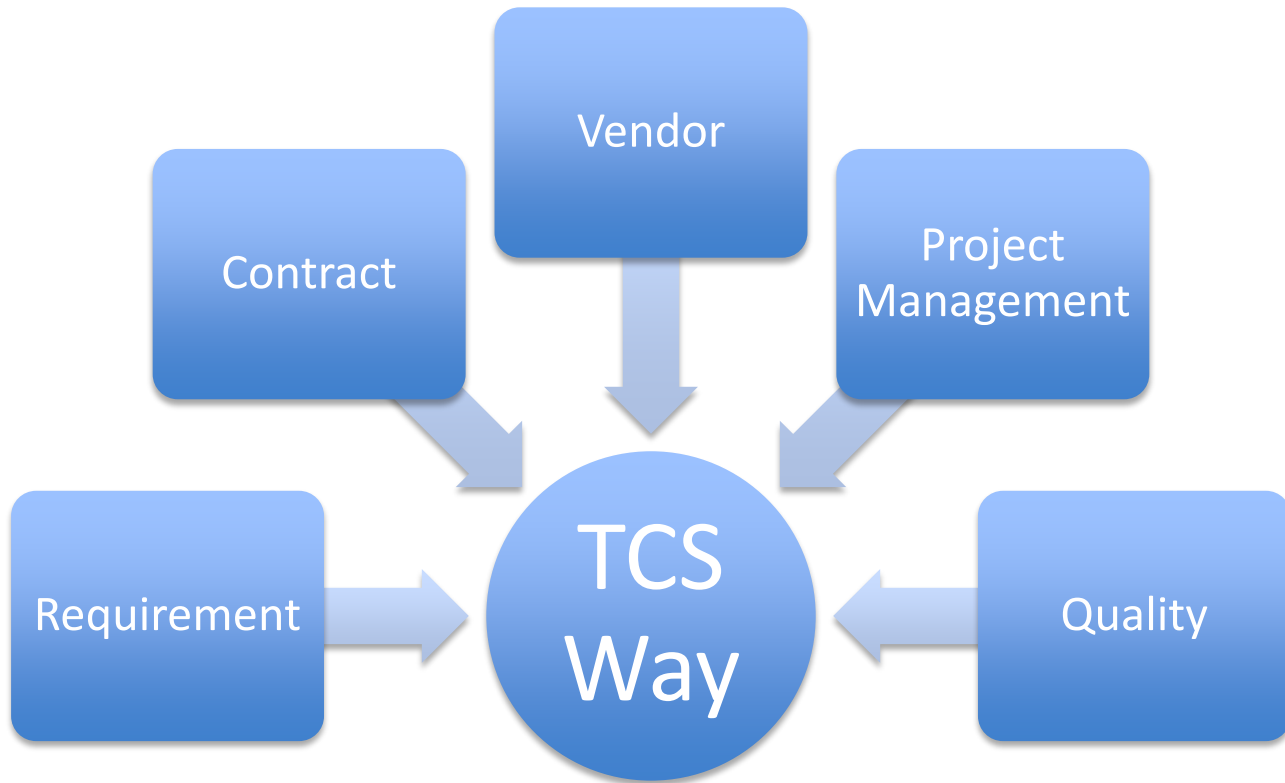 Vendor
Contract
Project
Management
Requirement
TCS
Way
Quality